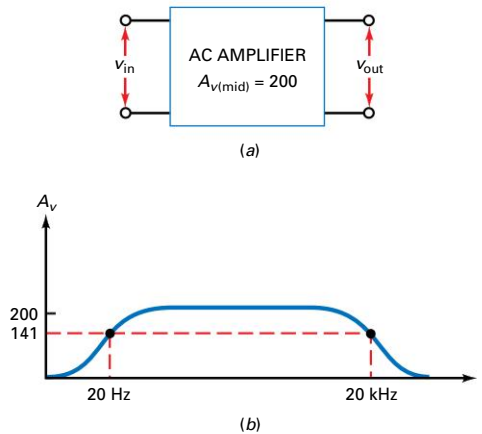 AC AMPLIFIER
v_in
A_v(mid) = 200
v_out
(a)
A_v
200
141
20 Hz
20 kHz
(b)